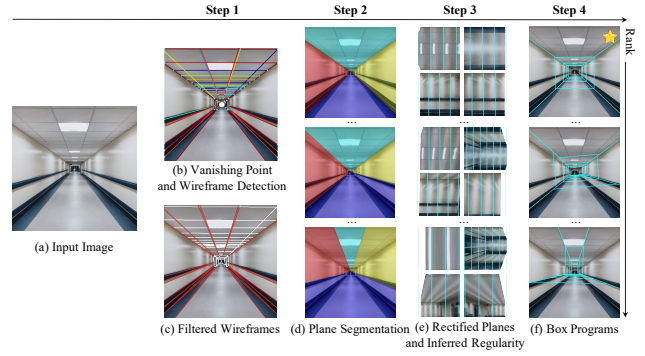 Step 1
Step 2
Step 3
Step 4
Rank
(a) Input Image
(b) Vanishing Point
and Wireframe Detection
(c) Filtered Wireframes
...
...
(d) Plane Segmentation
...
...
(e) Rectified Planes
and Inferred Regularity
...
...
(f) Box Programs